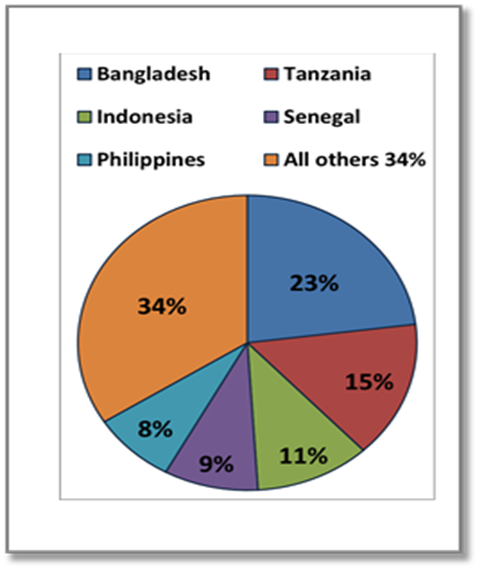 Bangladesh Tanzania
Indonesia Senegal
Philippines All others 34%
23%
34%
15%
8%
11%
9%